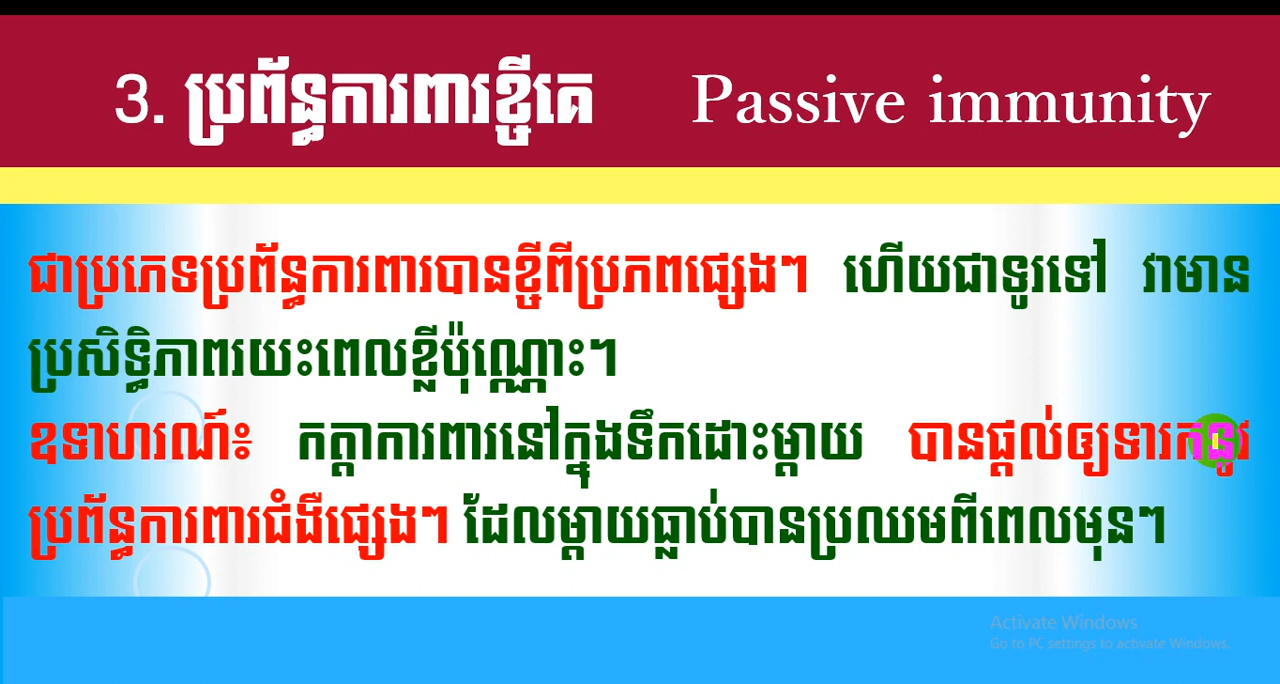 3. ប្រព័ន្ធការពារខ្ចីគេ Passive immunity
ជាប្រភេទប្រព័ន្ធការពារបានខ្ចីពីប្រភពផ្សេងៗ ហើយជាទូរទៅ វាមាន
ប្រសិទ្ធិភាពរយះពេលខ្លីប៉ុណ្ណោះ។
ឧទាហរណ៍៖ កត្តាការពារនៅក្នុងទឹកដោះម្តាយ បានផ្តល់ឲ្យទារកនូវ
ប្រព័ន្ធការពារជំងឺផ្សេងៗ ដែលម្តាយធ្លាប់បានប្រឈមពីពេលមុនៗ
Activate Windows
Go to PC settings to activate Windows.